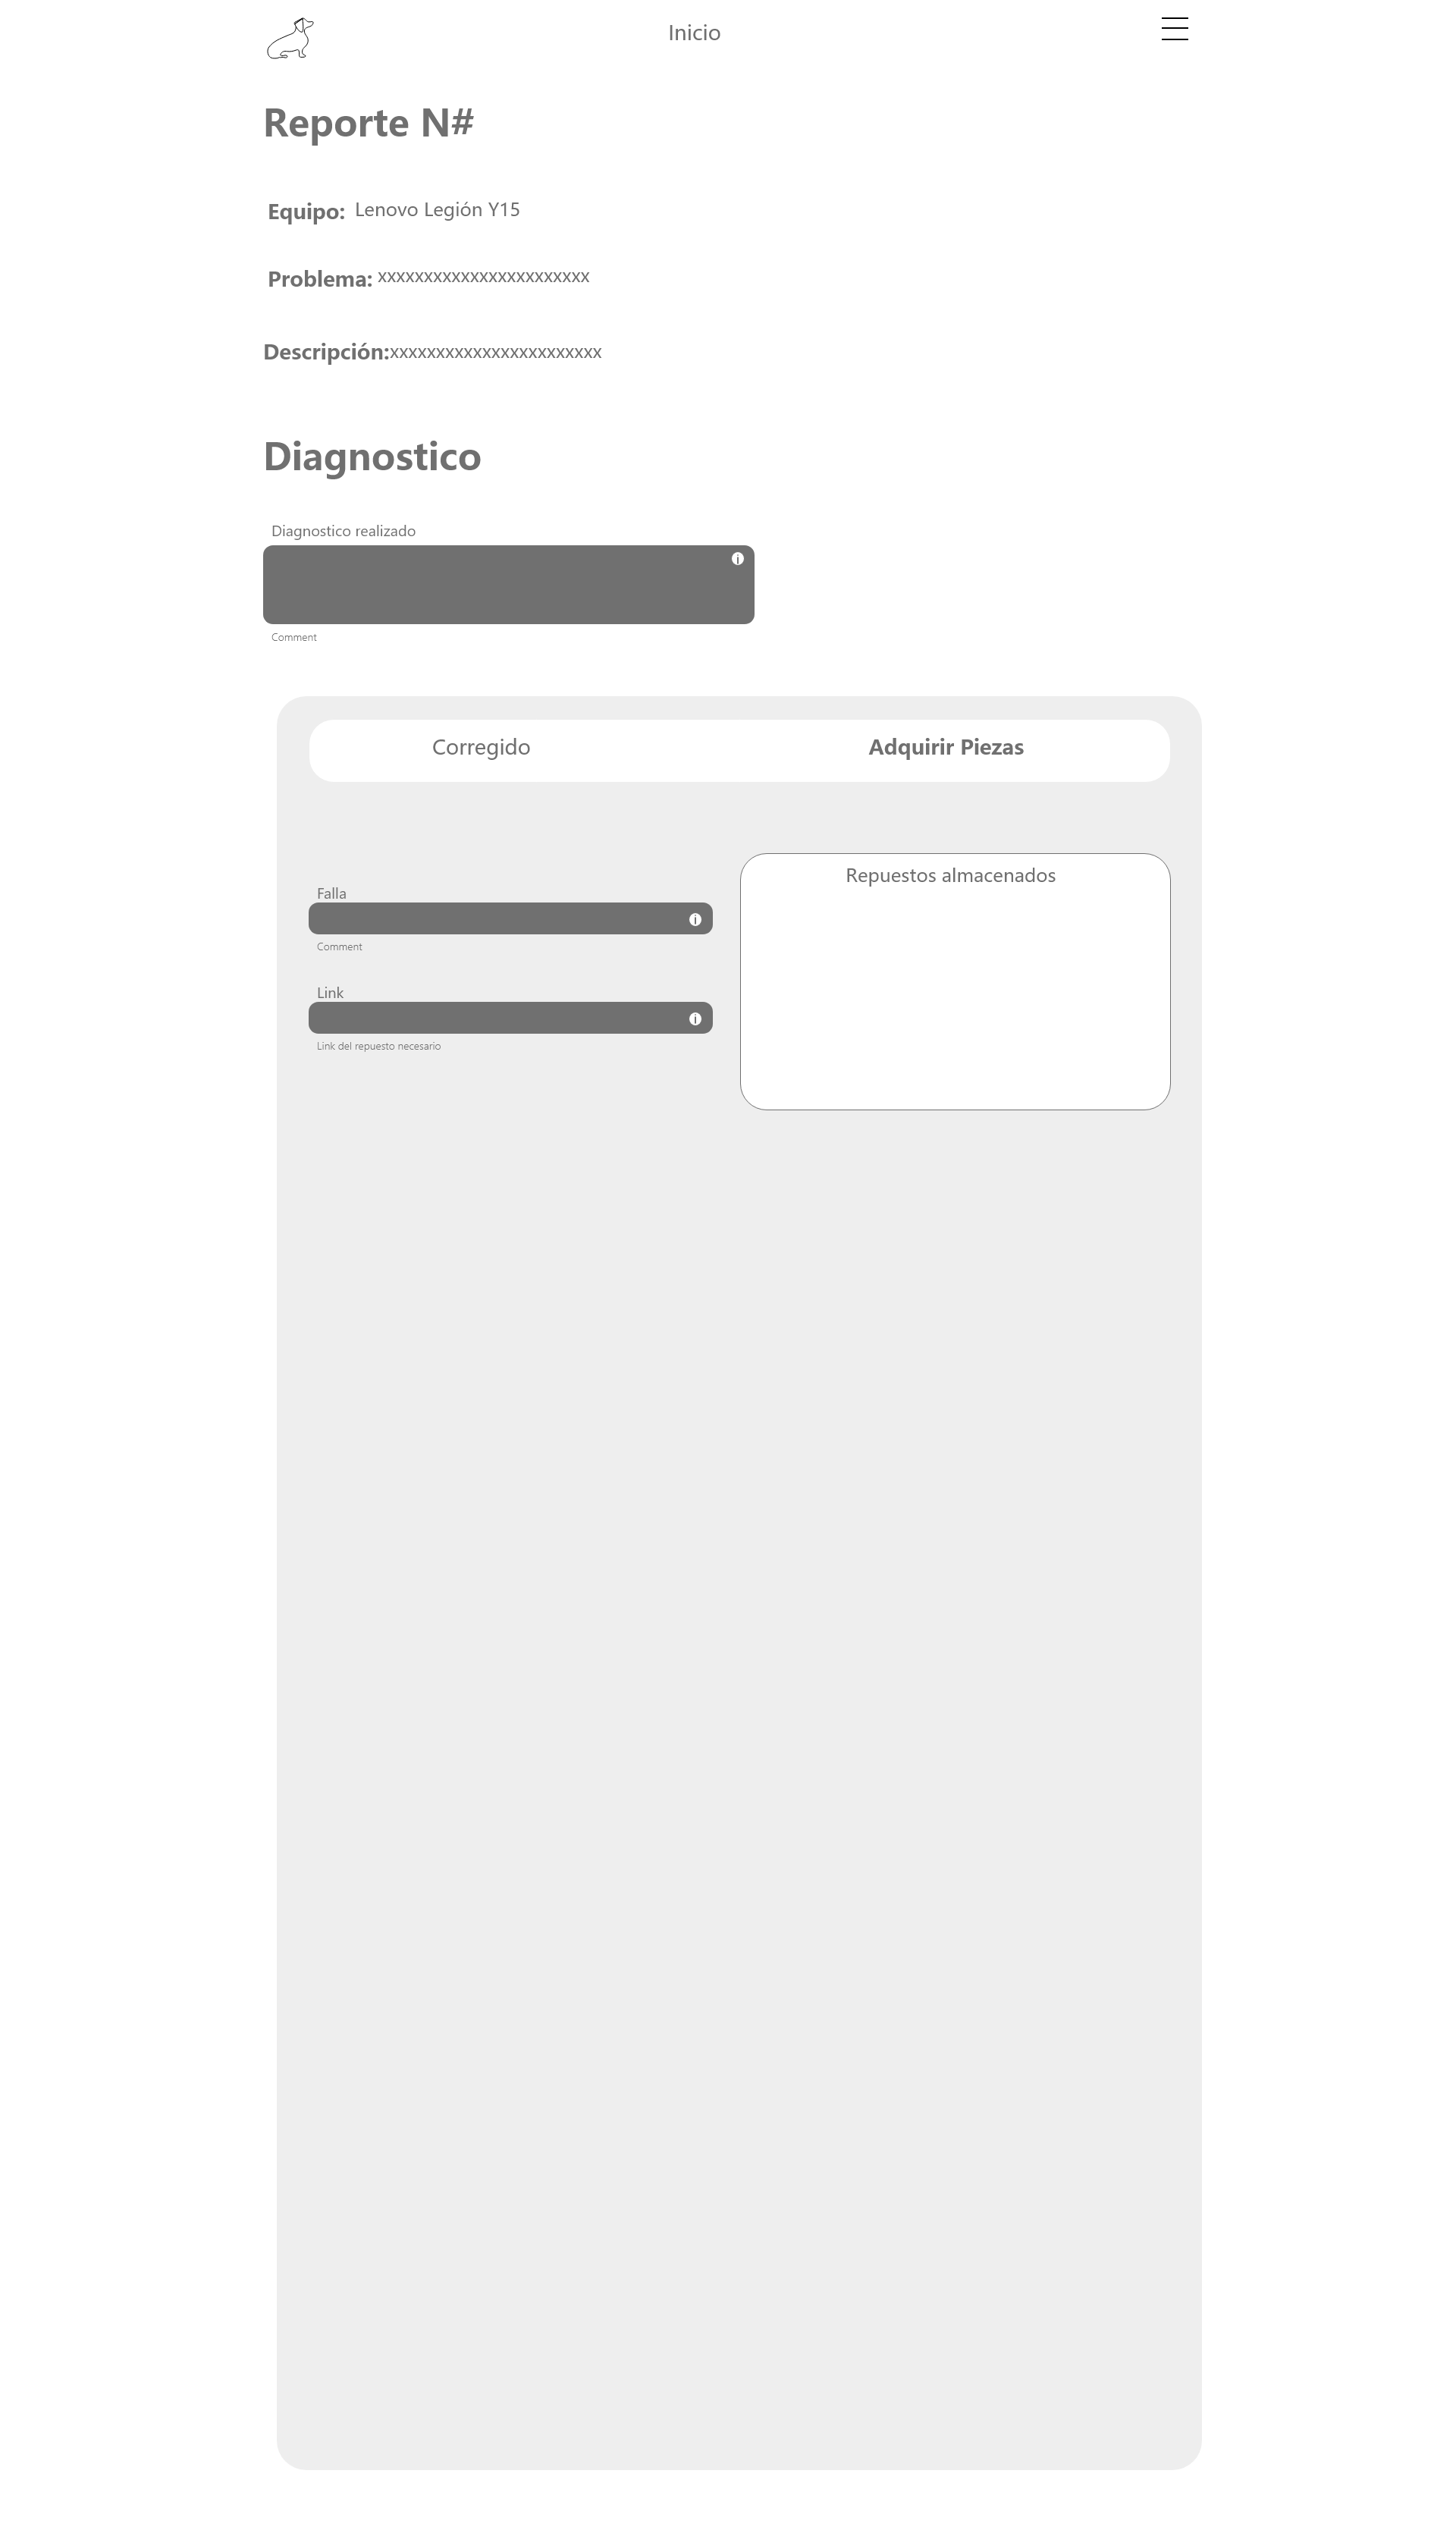 Inicio
Reporte N#
Equipo: Lenovo Legión Y15
Problema: xxxxxxxxxxxxxxxxxxxxxxx
Descripción:xxxxxxxxxxxxxxxxxxxxxxx
Diagnostico
Diagnostico realizado
Comment
Corregido Adquirir Piezas
Repuestos almacenados
Falla
Comment
Link
Link del repuesto necesario